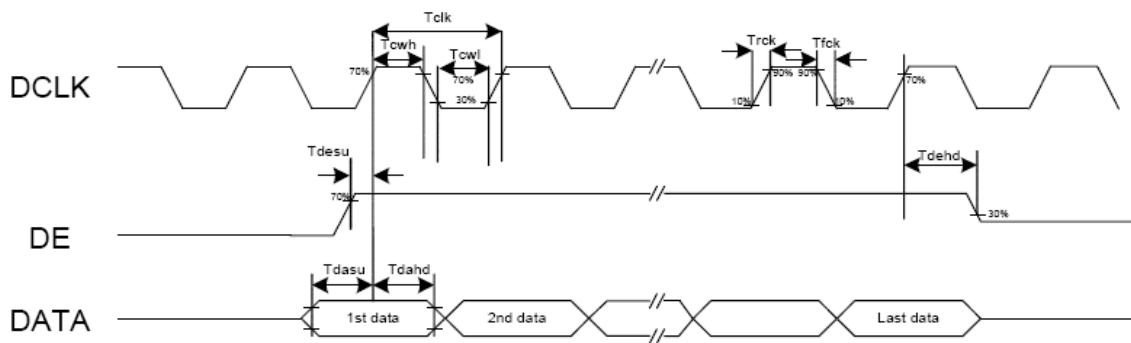 Tclk
Tcwh
Tcwl
Trck
Tfck
DCLK
70%
70%
30%
90%
90%
10%
10%
70%
Tdesu
Tdehd
DE
70%
30%
Tdasu
Tdahd
DATA
1st data
2nd data
Last data